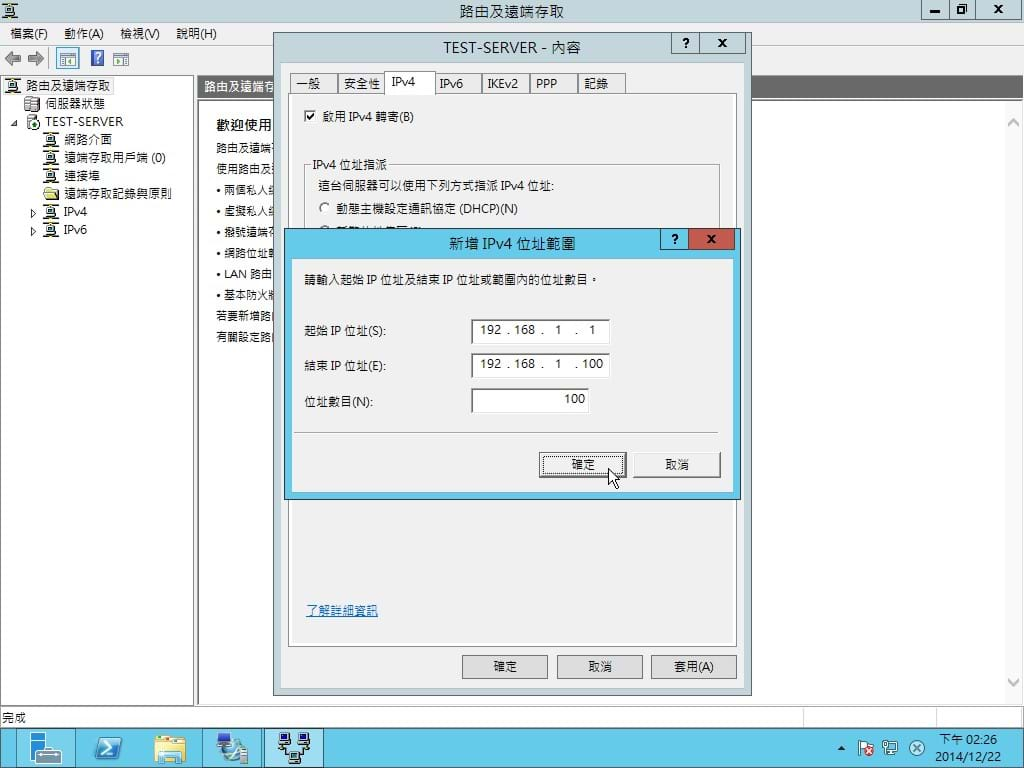 路由及遠端存取
檔案(F) 動作(A) 檢視(V) 說明(H)
路由及遠端存取
伺服器狀態
TEST-SERVER
網路介面
遠端存取用戶端 (0)
連接埠
遠端存取記錄與原則
IPv4
IPv6
路由及遠端存
歡迎使用
路由及遠端
使用路由及
• 兩個私人
• 虛擬私人
• 撥號遠端
• 網路位址
• LAN 路由
• 基本防火
若要新增路
有關設定路
TEST-SERVER - 內容
? x
一般 安全性 IPv4 IPv6 IKEv2 PPP 記錄
啟用 IPv4 轉寄(B)
IPv4 位址指派
這台伺服器可以使用下列方式指派 IPv4 位址:
動態主機設定通訊協定 (DHCP)(N)
新增 IPv4 位址範圍
? x
請輸入起始 IP 位址及結束 IP 位址或範圍內的位址數目。
起始 IP 位址(S): 192 . 168 . 1 . 1
結束 IP 位址(E): 192 . 168 . 1 . 100
位址數目(N): 100
確定 取消
了解詳細資訊
確定 取消 套用(A)
完成
下午 02:26
2014/12/22